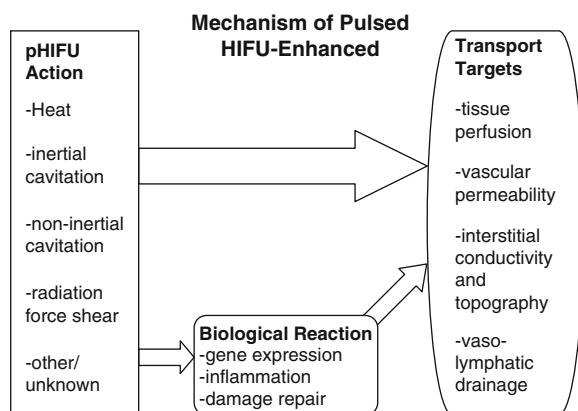 Mechanism of Pulsed
HIFU-Enhanced
pHIFU
Action
-Heat
-inertial
cavitation
-non-inertial
cavitation
-radiation
force shear
-other/
unknown
Biological Reaction
-gene expression
-inflammation
-damage repair
Transport
Targets
-tissue
perfusion
-vascular
permeability
-interstitial
conductivity
and
topography
-vaso-
lymphatic
drainage